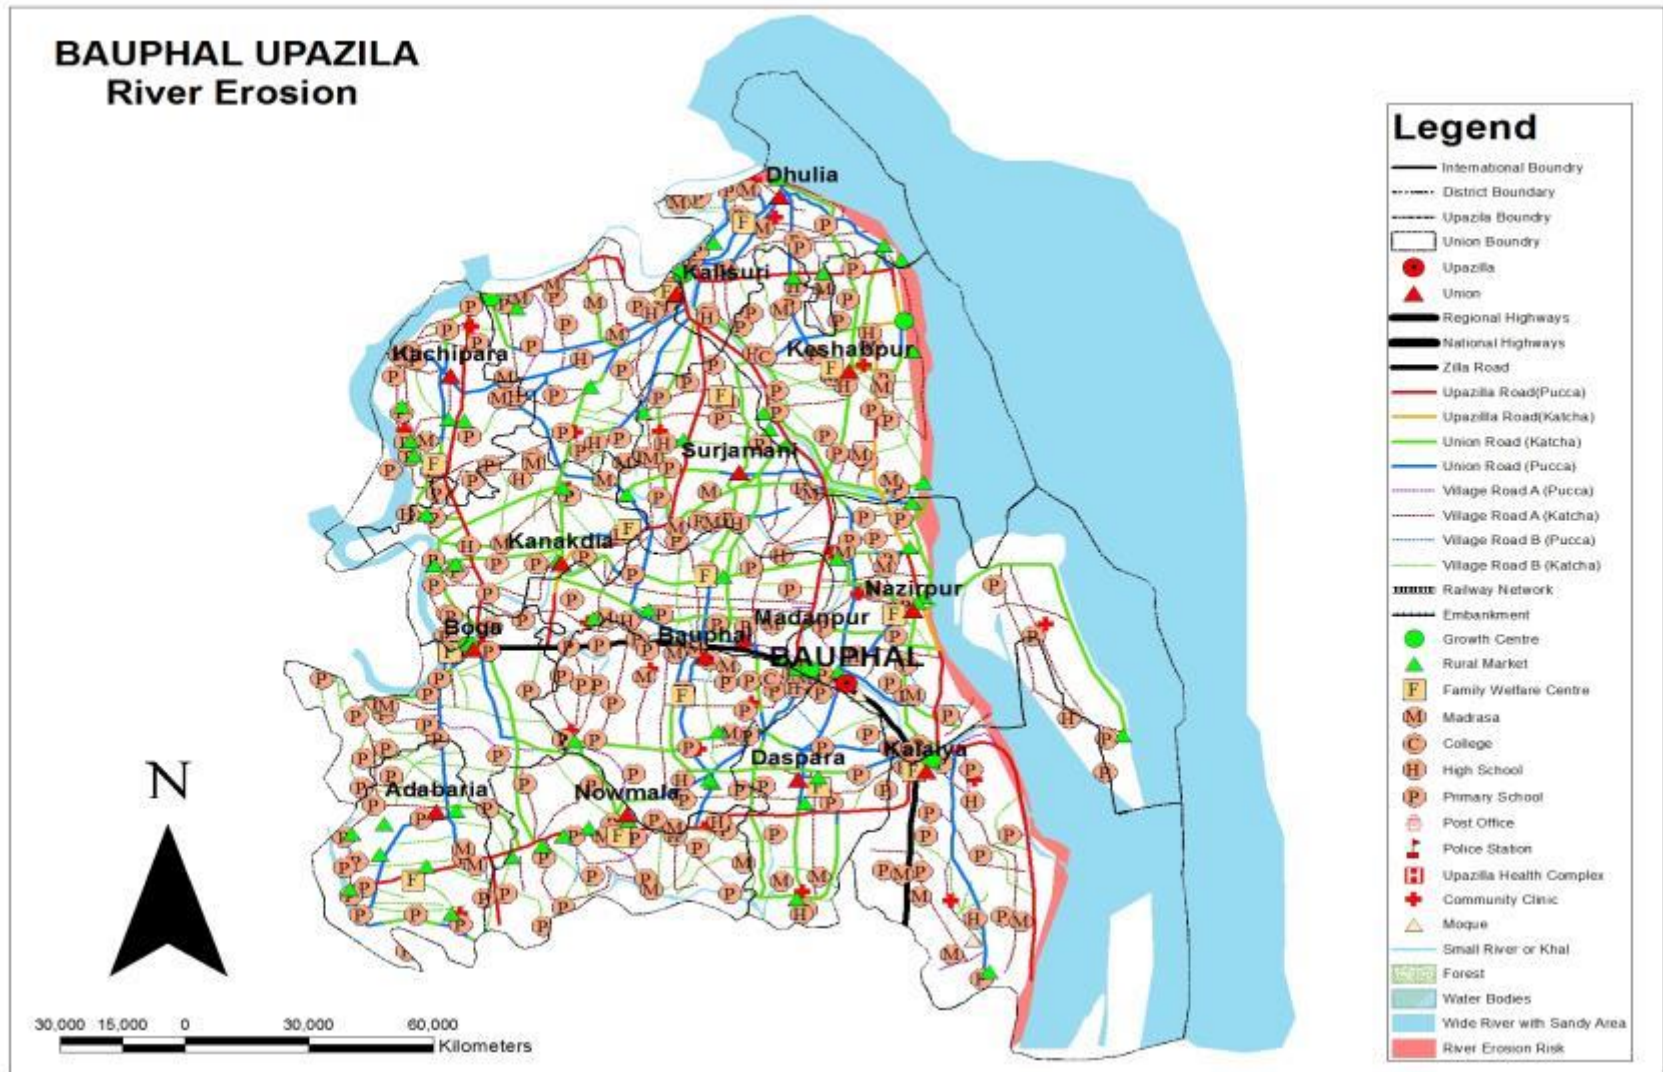 BAUPHAL UPAZILA
River Erosion
Dhulia
Kalisuri
Kachipara
Keshabpur
Surjamani
Kanakdia
Nazirpur
Boga
Bauphal
Madanpur
BAUPHAL
Kalaiya
Daspara
Adabaria
Nowmala
N
30,000 15,000 0 30,000 60,000
Kilometers
Legend
International Boundry
District Boundary
Upazila Boundry
Union Boundry
Upazilla
Union
Regional Highways
National Highways
Zilla Road
Upazilla Road(Pucca)
Upazillla Road(Katcha)
Union Road (Katcha)
Union Road (Pucca)
Village Road A (Pucca)
Village Road A (Katcha)
Village Road B (Pucca)
Village Road B (Katcha)
Railway Network
Embankment
Growth Centre
Rural Market
F Family Welfare Centre
M Madrasa
C College
H High School
P Primary School
Post Office
Police Station
H Upazilla Health Complex
Community Clinic
Moque
Small River or Khal
Forest
Water Bodies
Wide River with Sandy Area
River Erosion Risk